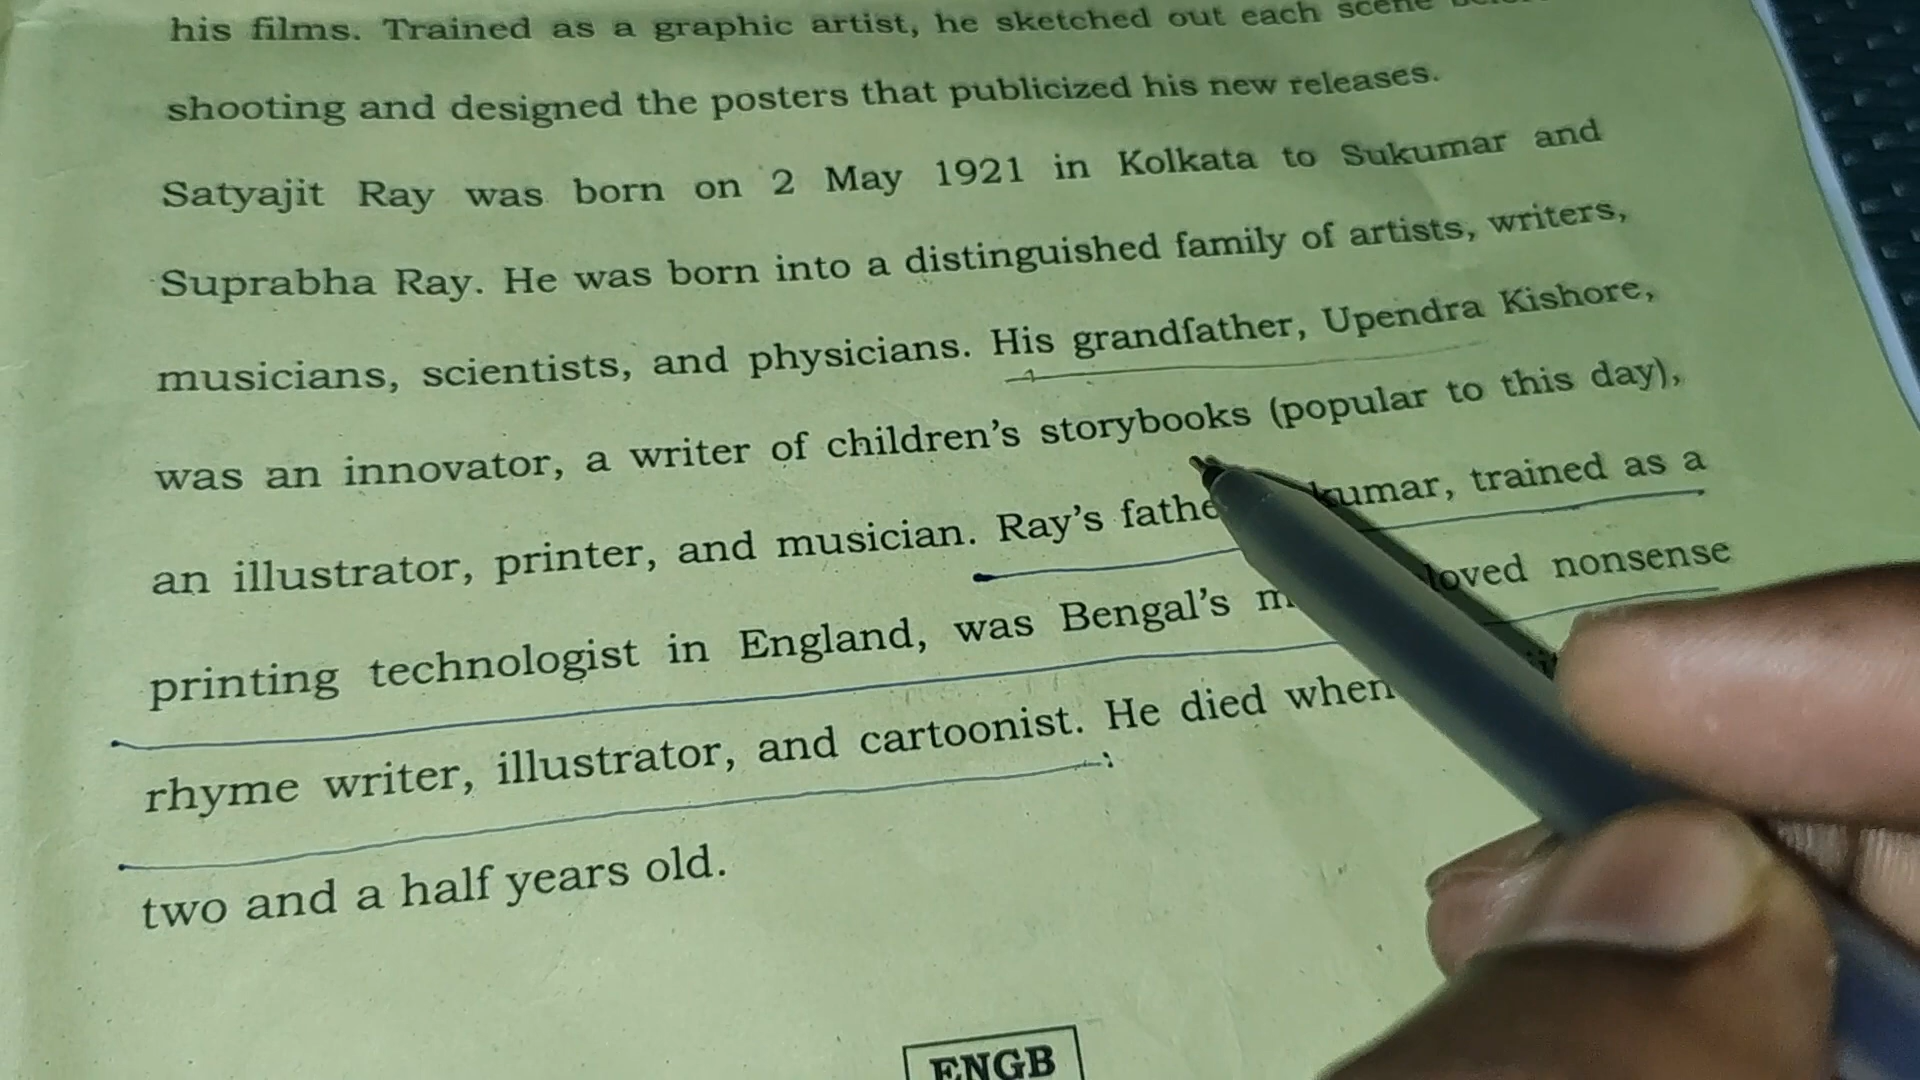 his films. Trained as a graphic artist, he sketched out each scene
shooting and designed the posters that publicized his new releases.
Satyajit Ray was born on 2 May 1921 in Kolkata to Sukumar and
Suprabha Ray. He was born into a distinguished family of artists, writers,
musicians, scientists, and physicians. His grandfather, Upendra Kishore,
was an innovator, a writer of children's storybooks (popular to this day),
an illustrator, printer, and musician. Ray's kumar, trained as a
printing technologist in England, was Bengal's loved nonsense
rhyme writer, illustrator, and cartoonist. He died when
two and a half years old.
ENGB